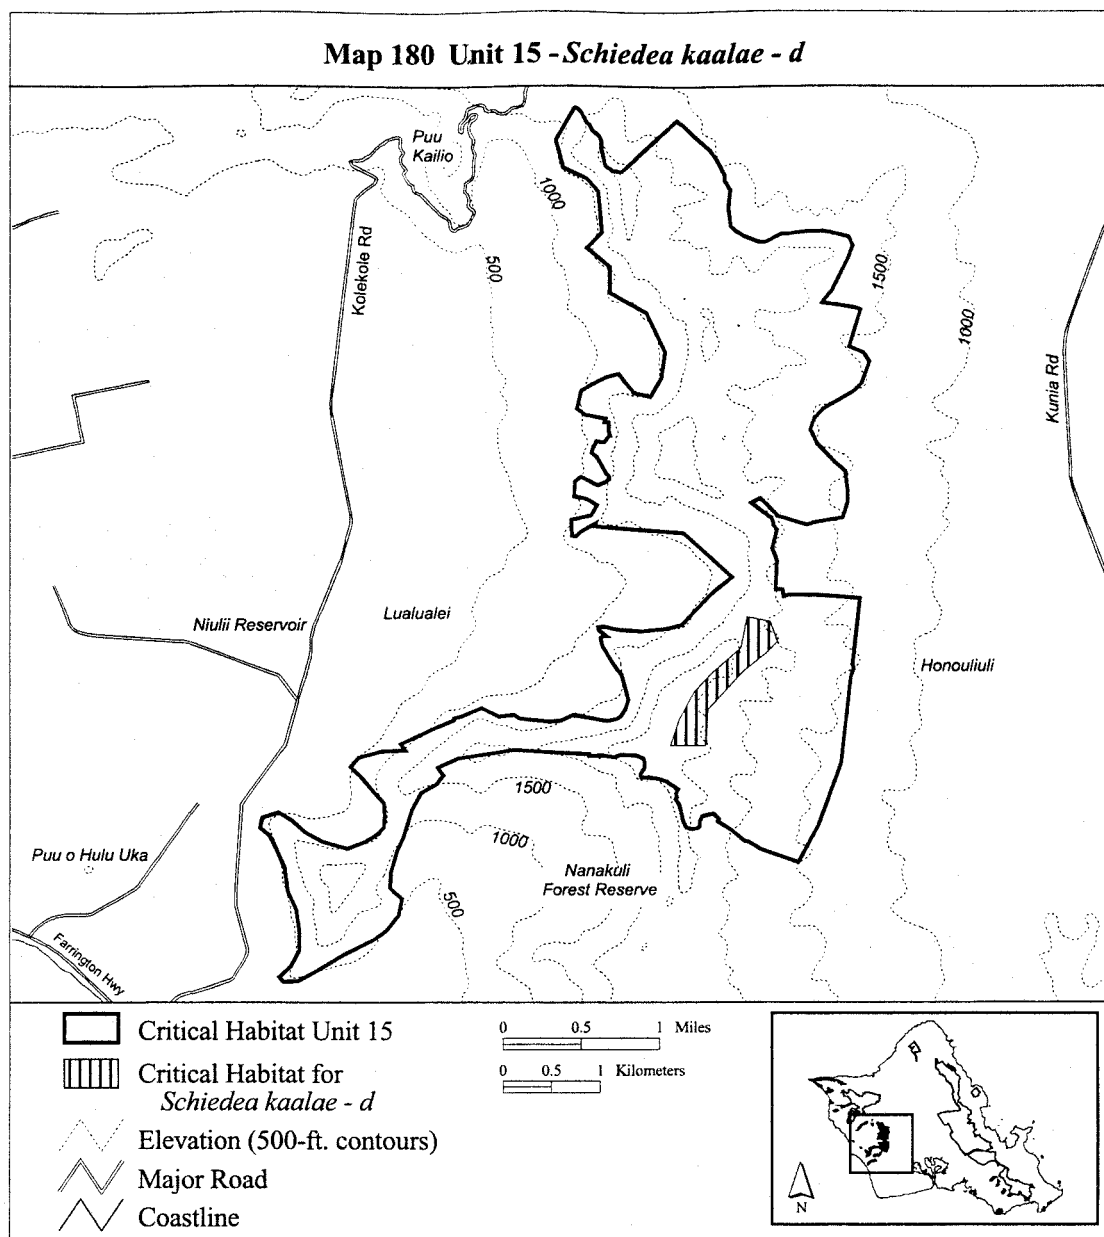 Map 180 Unit 15 - Schiedea kaalae - d
Puu
Kailio
1000
500
Kolekole Rd
1500
1000
Kunia Rd
Niulii Reservoir
Lualualei
Honouliuli
1500
1000
Puu o Hulu Uka
Nanakuli
Forest Reserve
500
Farrington Hwy
Critical Habitat Unit 15
Critical Habitat for
Schiedea kaalae - d
Elevation (500-ft. contours)
Major Road
Coastline
0 0.5 1 Miles
0 0.5 1 Kilometers
N